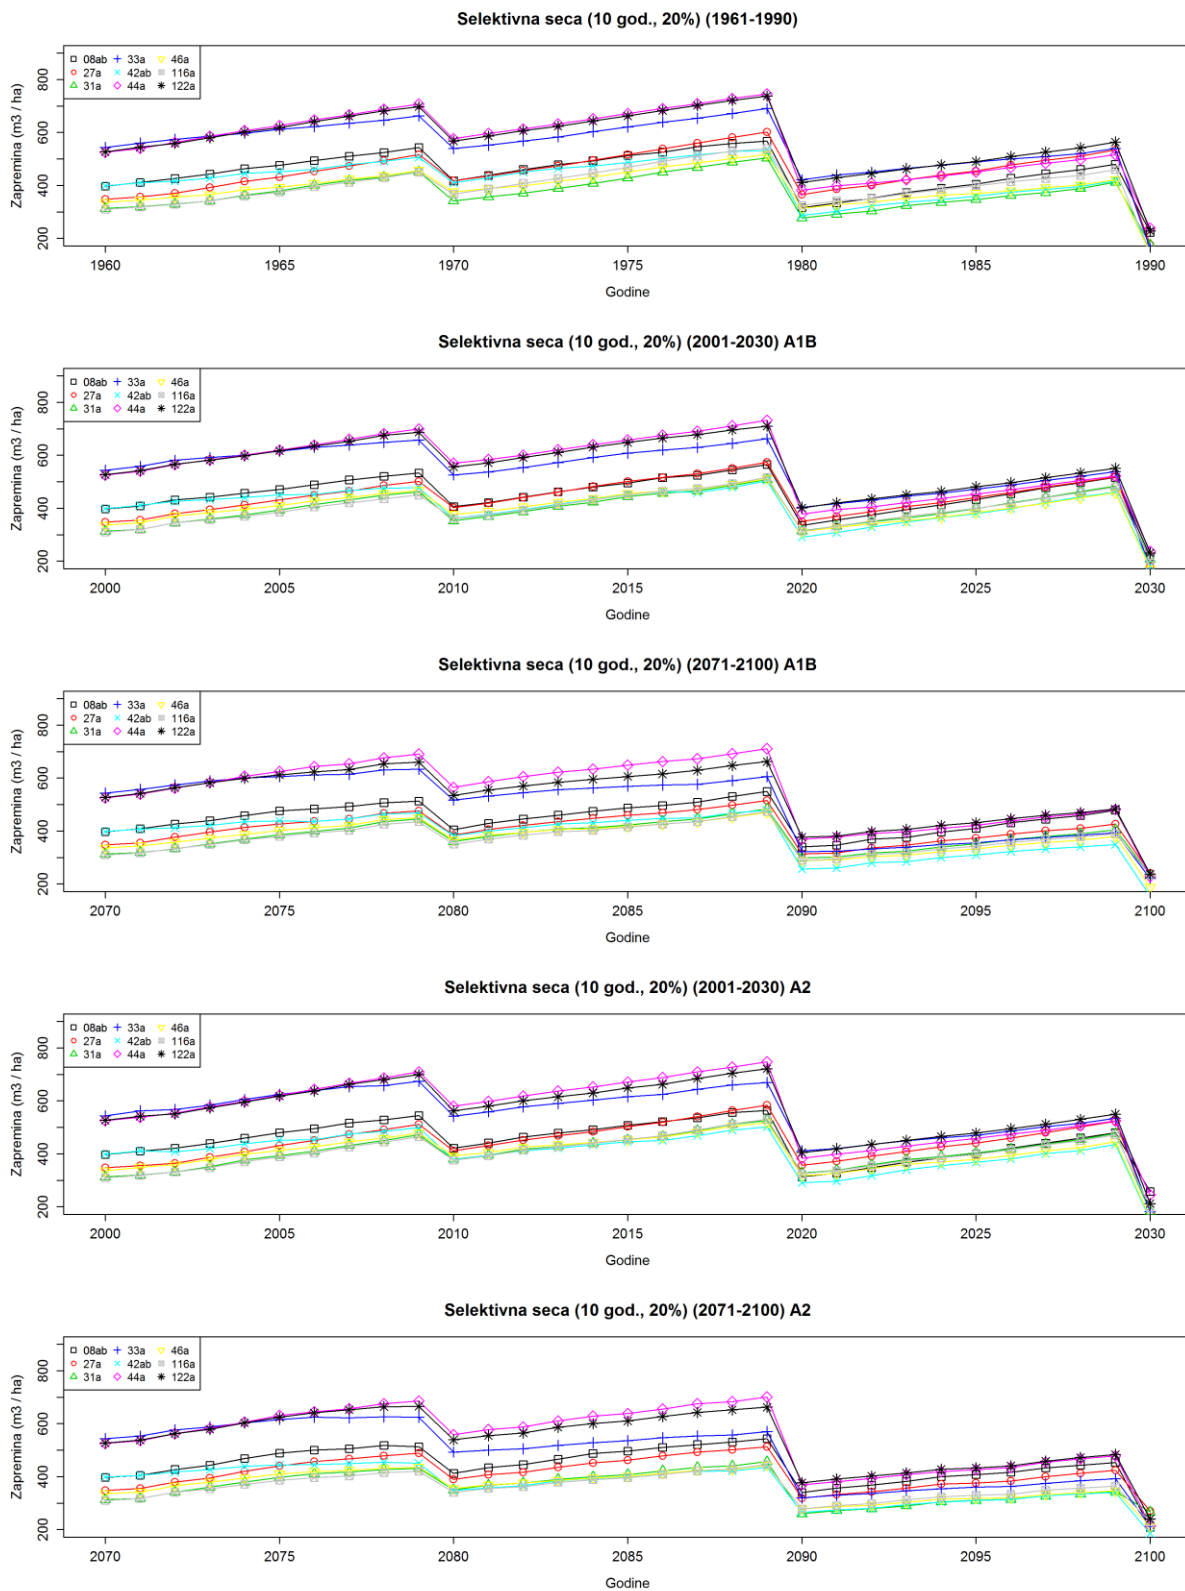 Selektivna seca (10 god., 20%) (1961-1990)
08ab 33a 46a
27a 42ab 116a
31a 44a 122a
Zapremina (m3 / ha)
800
600
400
200
1960 1965 1970 1975 1980 1985 1990
Godine
Selektivna seca (10 god., 20%) (2001-2030) A1B
08ab 33a 46a
27a 42ab 116a
31a 44a 122a
Zapremina (m3 / ha)
800
600
400
200
2000 2005 2010 2015 2020 2025 2030
Godine
Selektivna seca (10 god., 20%) (2071-2100) A1B
08ab 33a 46a
27a 42ab 116a
31a 44a 122a
Zapremina (m3 / ha)
800
600
400
200
2070 2075 2080 2085 2090 2095 2100
Godine
Selektivna seca (10 god., 20%) (2001-2030) A2
08ab 33a 46a
27a 42ab 116a
31a 44a 122a
Zapremina (m3 / ha)
800
600
400
200
2000 2005 2010 2015 2020 2025 2030
Godine
Selektivna seca (10 god., 20%) (2071-2100) A2
08ab 33a 46a
27a 42ab 116a
31a 44a 122a
Zapremina (m3 / ha)
800
600
400
200
2070 2075 2080 2085 2090 2095 2100
Godine